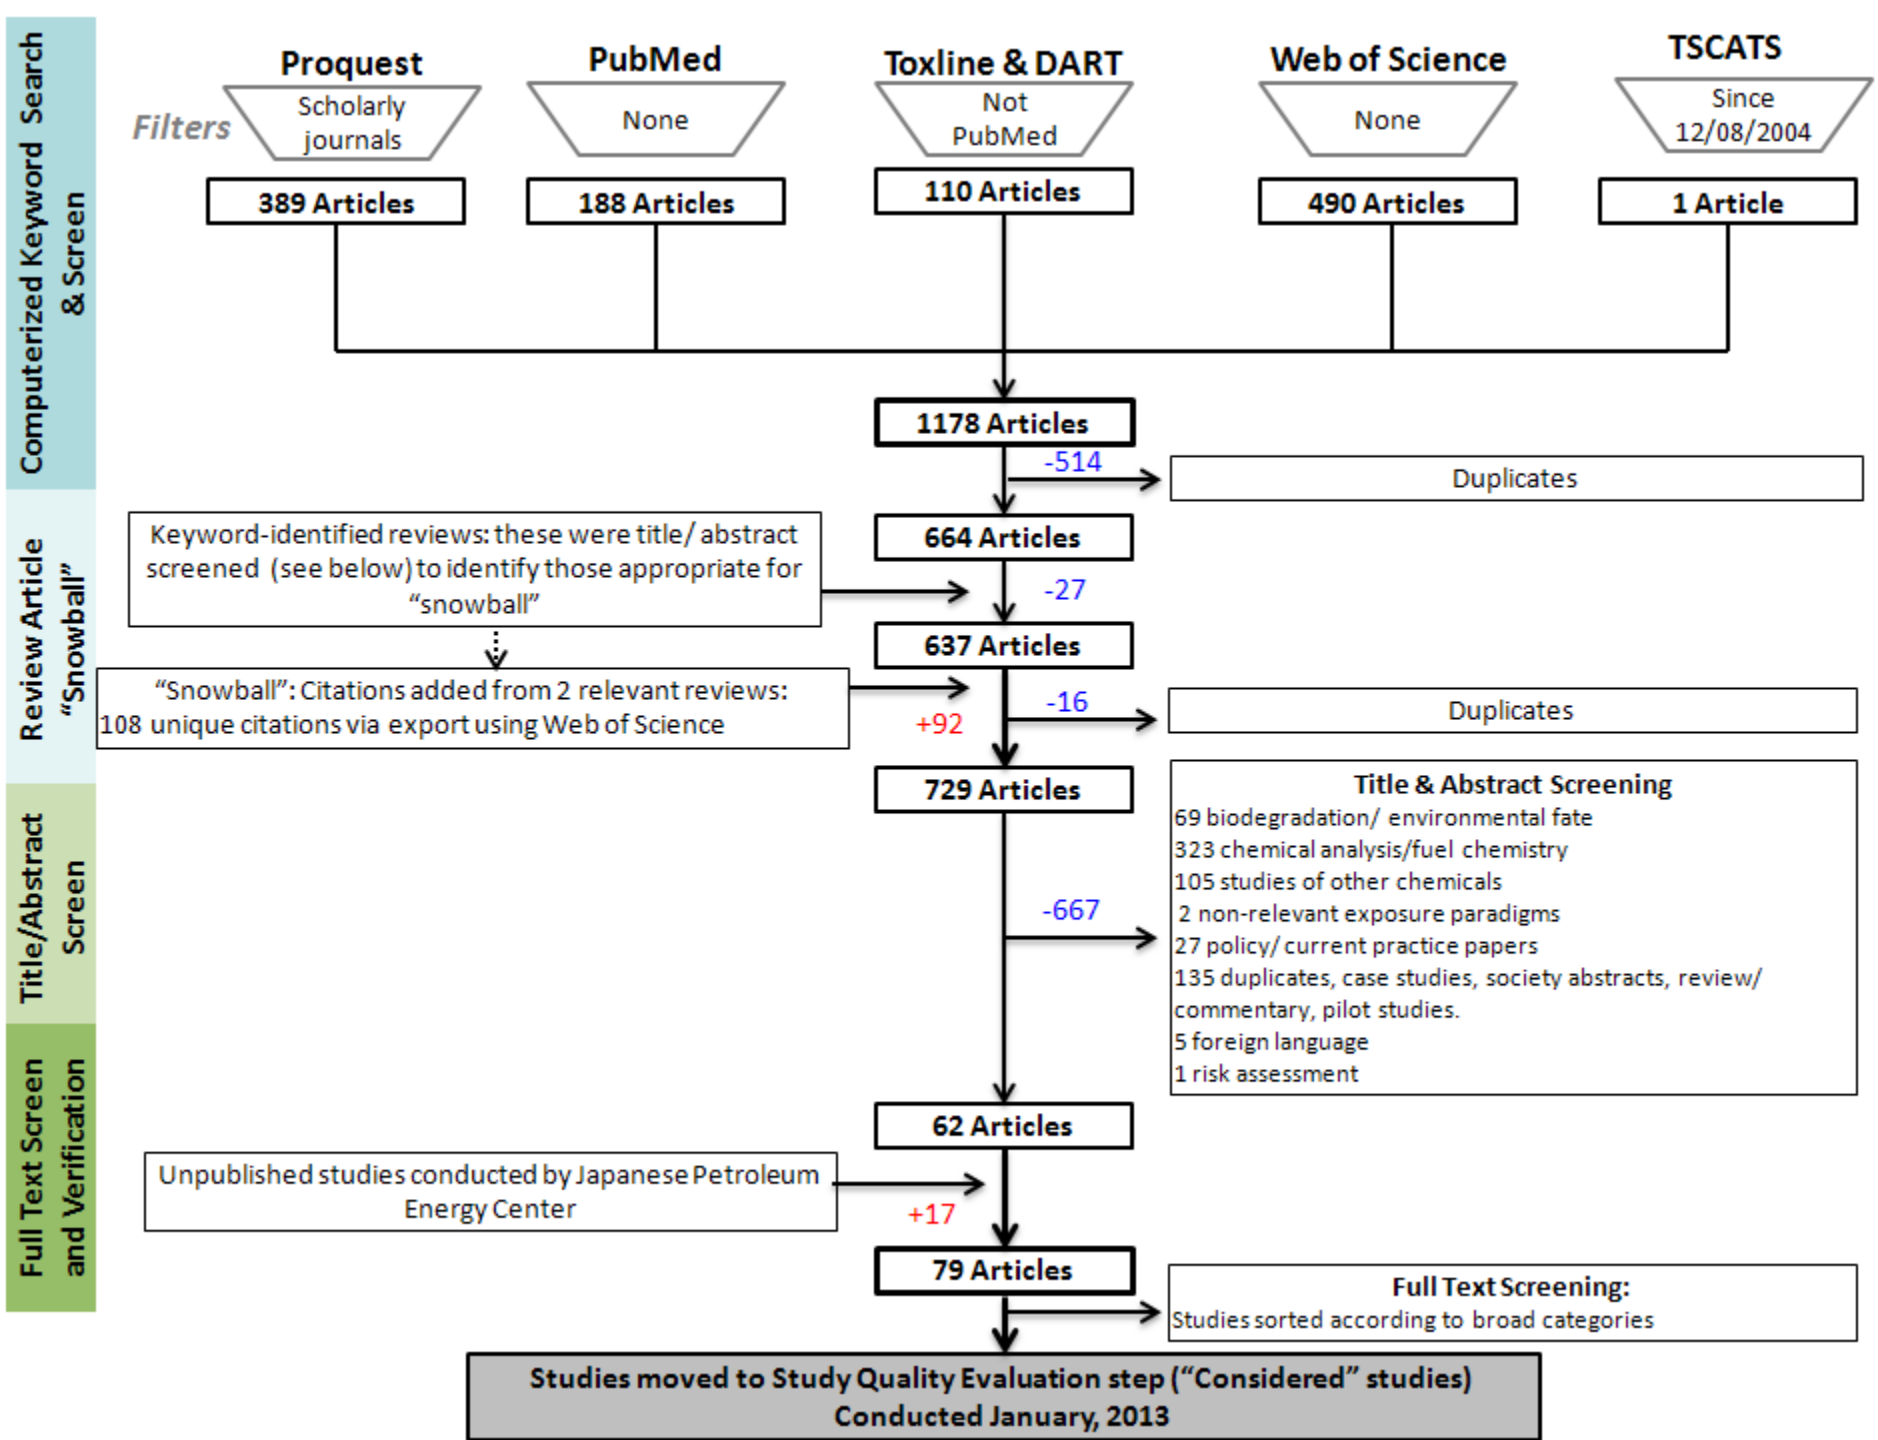 Computerized Keyword Search
& Screen
Review Article
“Snowball”
Title/Abstract
Screen
Full Text Screen
and Verification
Filters
Proquest
Scholarly
journals
389 Articles
PubMed
None
188 Articles
Toxline & DART
Not
PubMed
110 Articles
Web of Science
None
490 Articles
TSCATS
Since
12/08/2004
1 Article
1178 Articles
-514
Duplicates
664 Articles
Keyword-identified reviews: these were title/ abstract
screened (see below) to identify those appropriate for
“snowball”
-27
637 Articles
“Snowball”: Citations added from 2 relevant reviews:
108 unique citations via export using Web of Science
+92
-16
Duplicates
729 Articles
Title & Abstract Screening
69 biodegradation/ environmental fate
323 chemical analysis/fuel chemistry
105 studies of other chemicals
2 non-relevant exposure paradigms
27 policy/ current practice papers
135 duplicates, case studies, society abstracts, review/
commentary, pilot studies.
5 foreign language
1 risk assessment
-667
62 Articles
Unpublished studies conducted by Japanese Petroleum
Energy Center
+17
79 Articles
Full Text Screening:
Studies sorted according to broad categories
Studies moved to Study Quality Evaluation step (“Considered” studies)
Conducted January, 2013